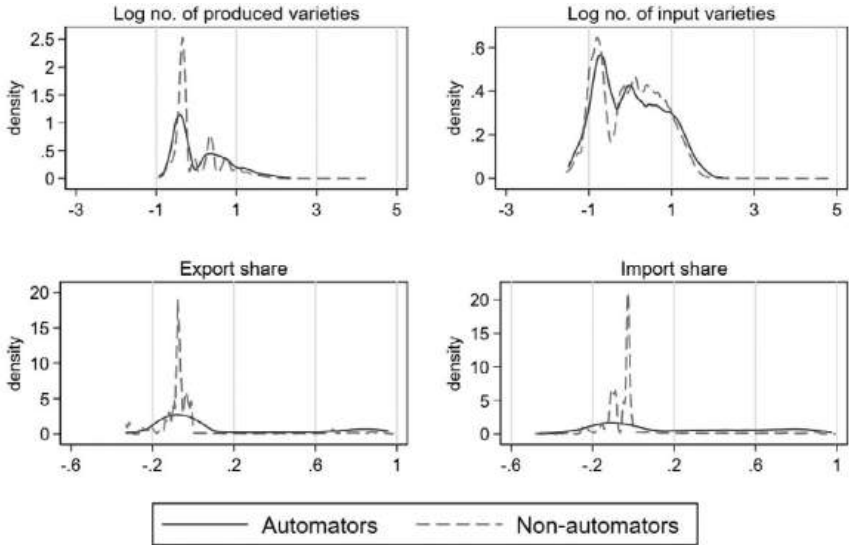 Log no. of produced varieties
2.5
2
1.5
1
.5
0
density
-3 -1 1 3 5
Log no. of input varieties
.6
.4
.2
0
density
-3 -1 1 3 5
Export share
20
15
10
5
0
density
-.6 -.2 .2 .6 1
Import share
20
15
10
5
0
density
-.6 -.2 .2 .6 1
Automators Non-automators